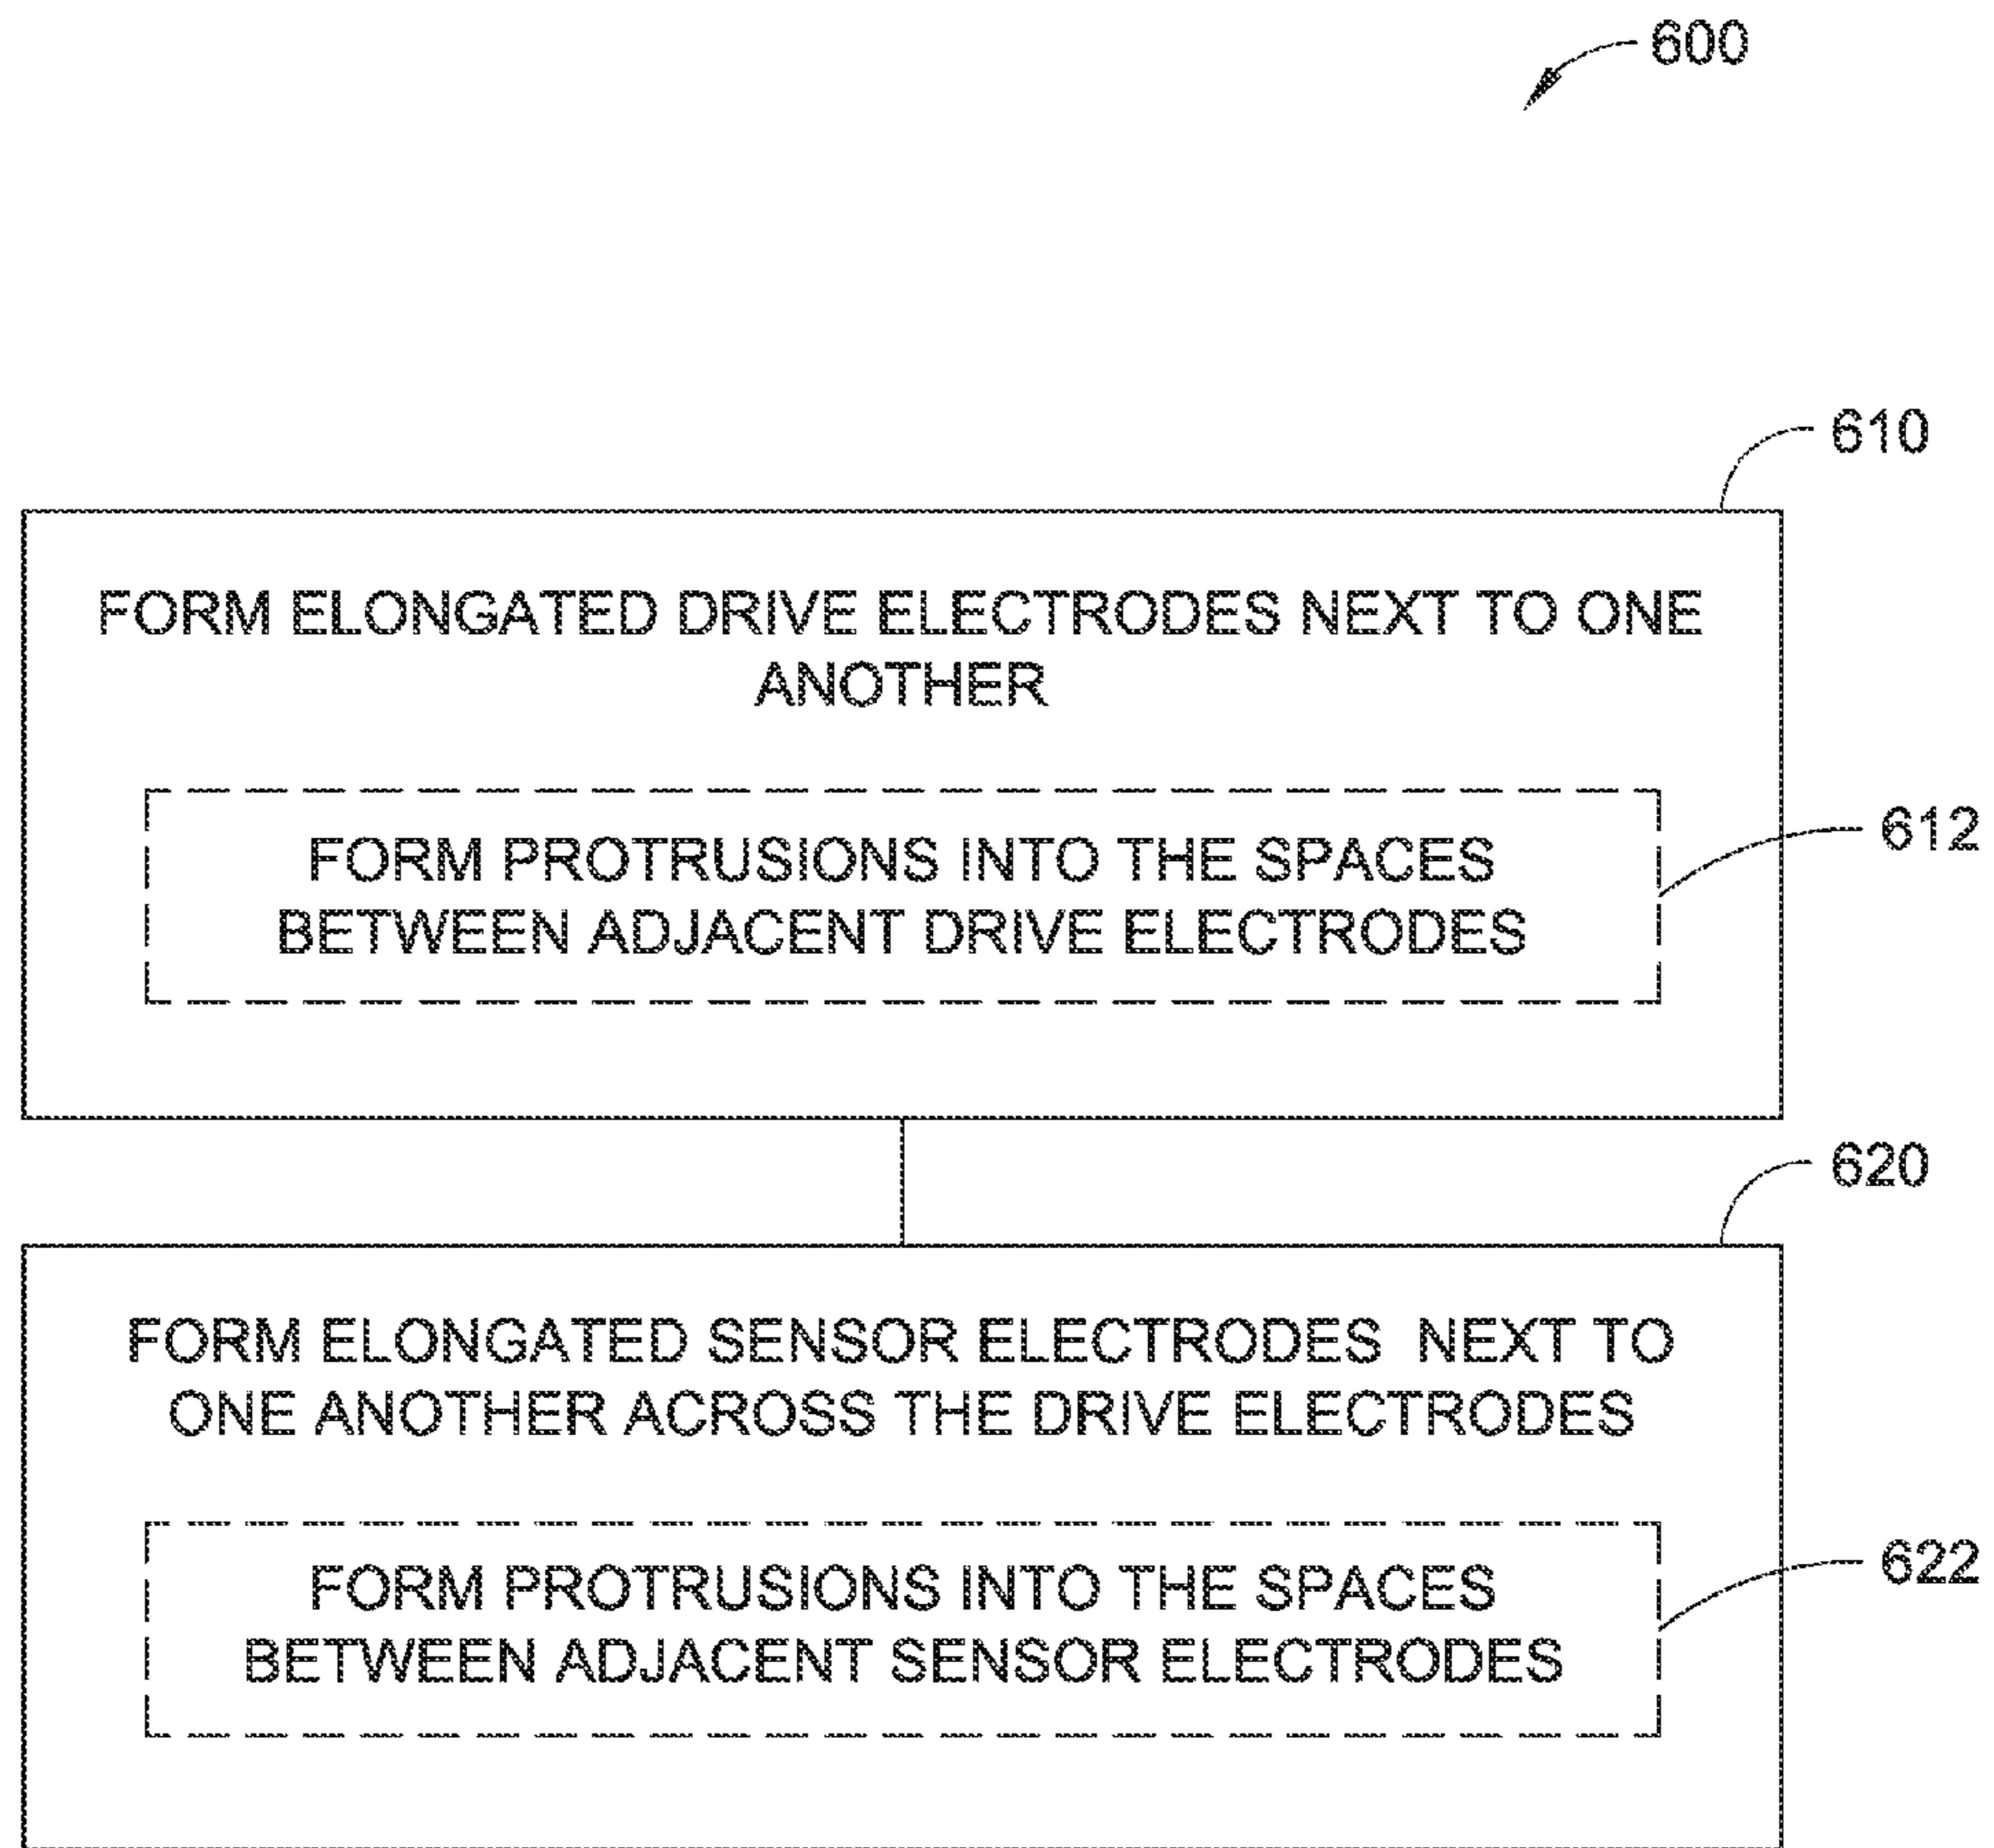 600
610
FORM ELONGATED DRIVE ELECTRODES NEXT TO ONE
ANOTHER
FORM PROTRUSIONS INTO THE SPACES
BETWEEN ADJACENT DRIVE ELECTRODES
612
620
FORM ELONGATED SENSOR ELECTRODES NEXT TO
ONE ANOTHER ACROSS THE DRIVE ELECTRODES
FORM PROTRUSIONS INTO THE SPACES
BETWEEN ADJACENT SENSOR ELECTRODES
622